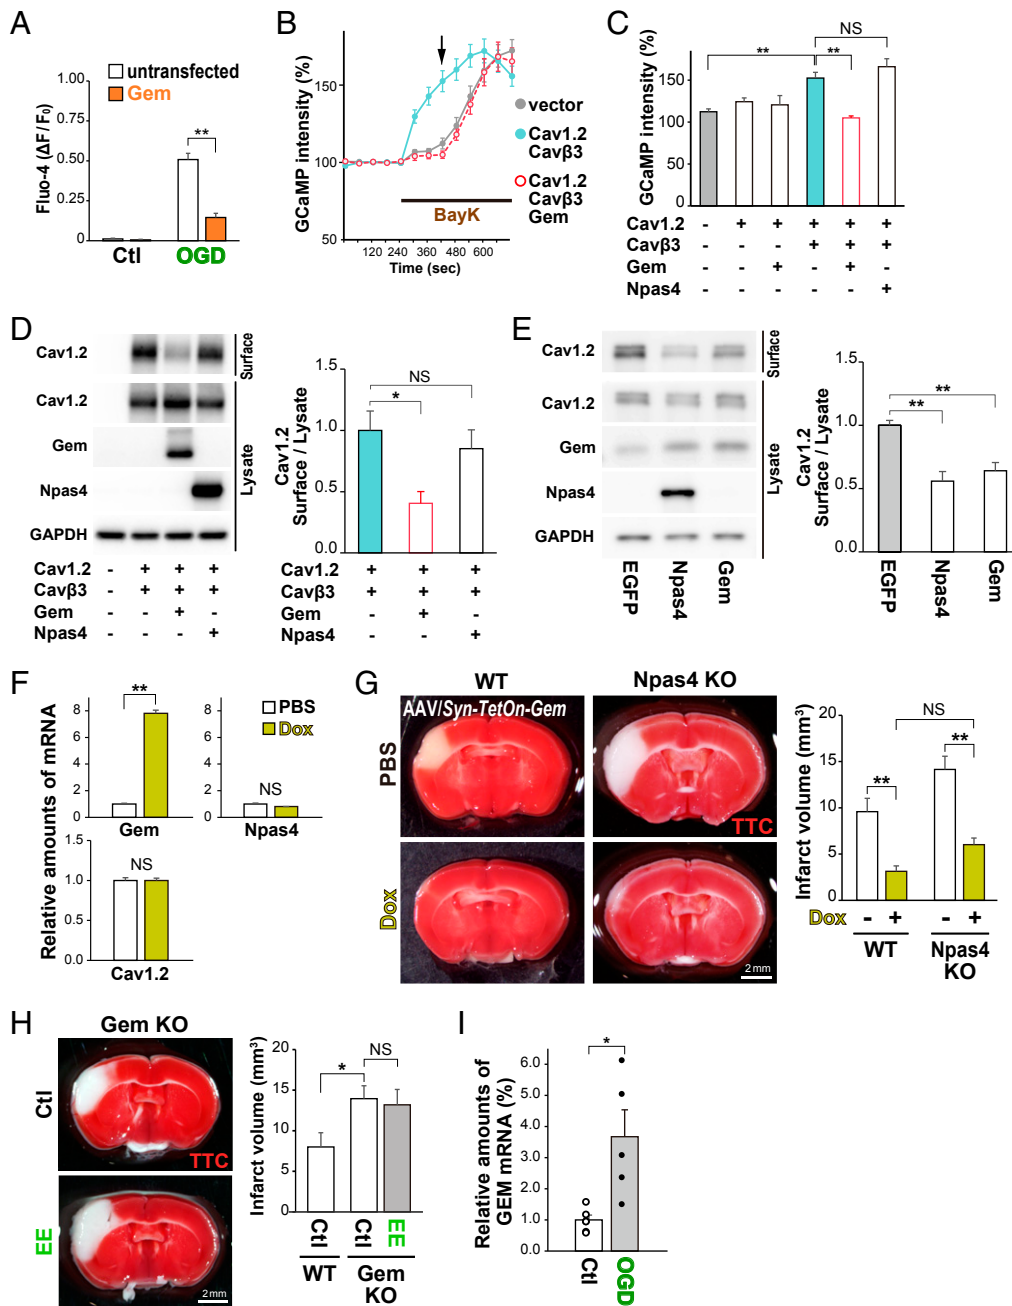 A
untransfected
Gem
Fluo-4 (ΔF / F₀)
1.00
0.50
0.00
**
Ctl
OGD
B
GCaMP intensity (%)
150
100
50
vector
Cav1.2
Cavβ3
Cav1.2
Cavβ3
Gem
BayK
120 240 360 480 600
Time (sec)
C
GCaMP intensity (%)
150
100
50
NS
** **
Cav1.2 - + + + + +
Cavβ3 - - - + + +
Gem - - + - + -
Npas4 - - - - - +
D
Cav1.2
Surface
Cav1.2
Gem
Npas4
GAPDH
Lysate
Cav1.2 - + + +
Cavβ3 - + + +
Gem - - + -
Npas4 - - - +
Cav1.2
Surface / Lysate
1.5
1.0
0.5
0.0
NS
*
Cav1.2 + + +
Cavβ3 + + +
Gem +
Npas4 +
E
Cav1.2
Surface
Cav1.2
Gem
Npas4
GAPDH
Lysate
EGFP
Npas4
Gem
Cav1.2
Surface / Lysate
1.5
1.0
0.5
0.0
**
**
EGFP
Npas4
Gem
F
Relative amounts of mRNA
8
6
4
2
0
**
Gem
8
6
4
2
0
PBS
Dox
NS
Npas4
1.5
1.0
0.5
0.0
NS
Cav1.2
G
WT
Npas4 KO
AAV/Syn-TetOn-Gem
PBS
TTC
Dox
2 mm
Infarct volume (mm³)
20
15
10
5
0
NS
**
**
Dox - + - +
WT
Npas4
KO
H
Gem KO
Ctl
TTC
EE
2 mm
Infarct volume (mm³)
20
15
10
5
0
NS
*
Ctl
Ctl
EE
WT
Gem
KO
I
Relative amounts of
GEM mRNA (%)
6.0
5.0
4.0
3.0
2.0
1.0
0.0
*
Ctl
OGD